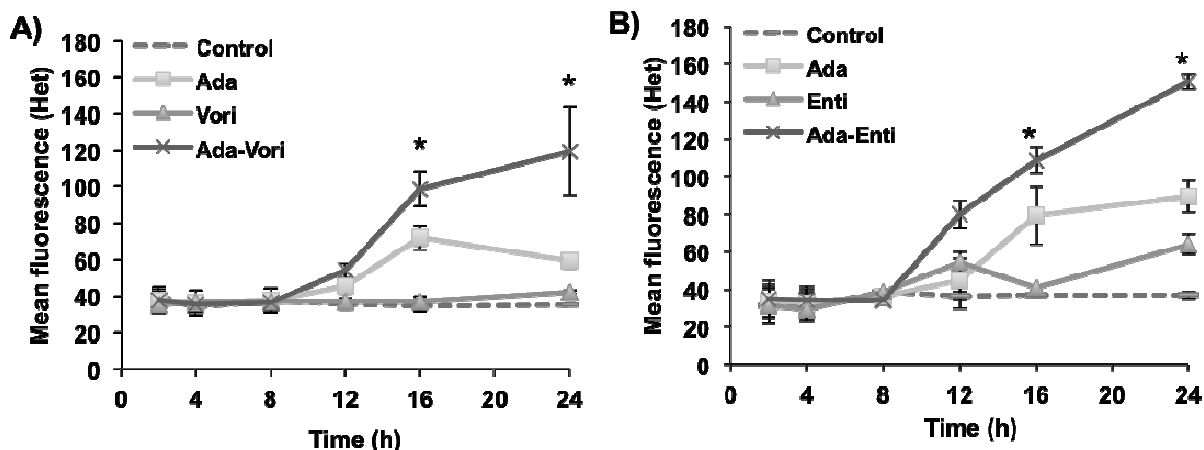 A)
Mean fluorescence (Het)
180
160
140
120
100
80
60
40
20
0
Control
Ada
Vori
Ada-Vori
*
*
0 4 8 12 16 20 24
Time (h)
B)
Mean fluorescence (Het)
180
160
140
120
100
80
60
40
20
0
Control
Ada
Enti
Ada-Enti
*
*
0 4 8 12 16 20 24
Time (h)